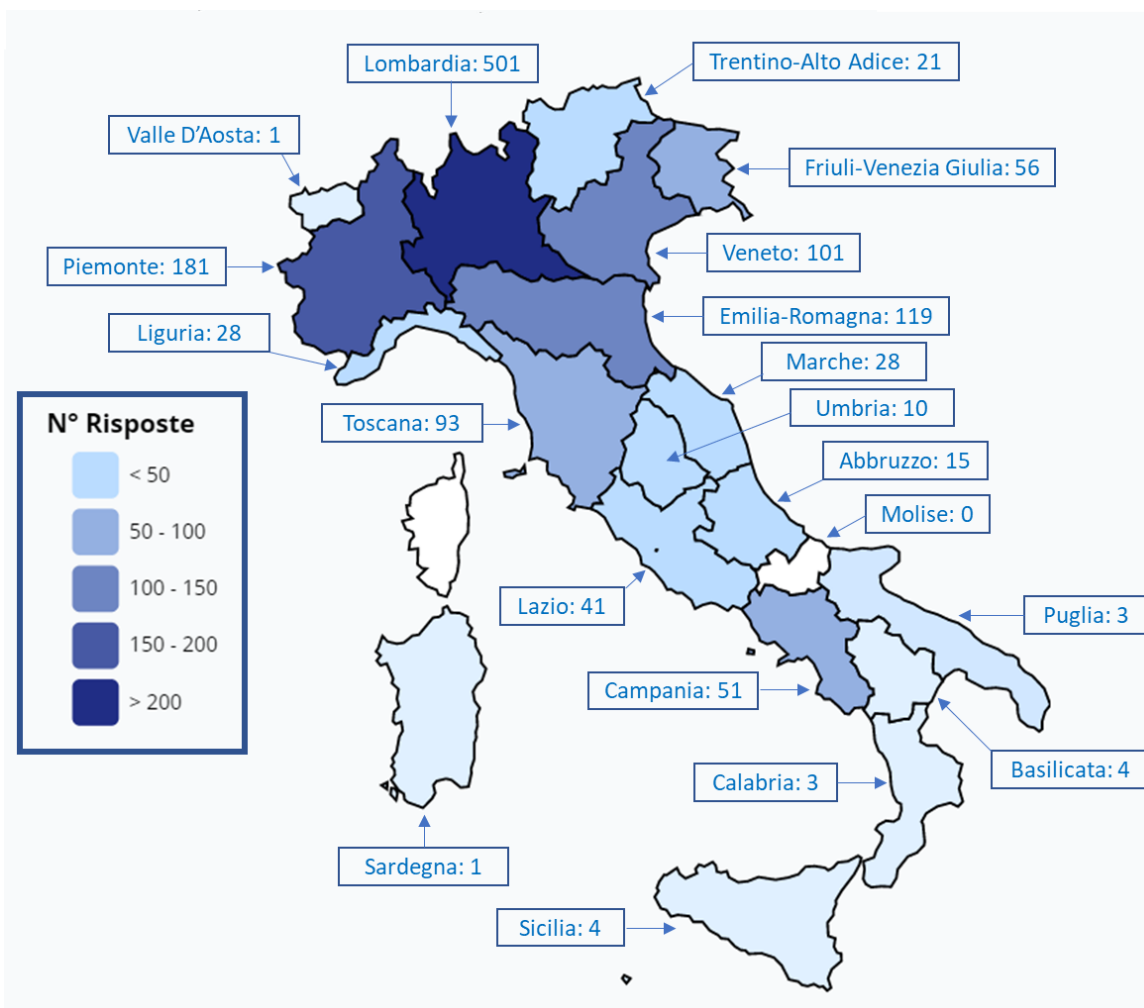 Lombardia: 501
Trentino-Alto Adice: 21
Valle D'Aosta: 1
Friuli-Venezia Giulia: 56
Piemonte: 181
Veneto: 101
Liguria: 28
Emilia-Romagna: 119
Marche: 28
Toscana: 93
Umbria: 10
N° Risposte
< 50
50 - 100
100 - 150
150 - 200
> 200
Abbruzzo: 15
Molise: 0
Lazio: 41
Puglia: 3
Campania: 51
Basilicata: 4
Calabria: 3
Sardegna: 1
Sicilia: 4